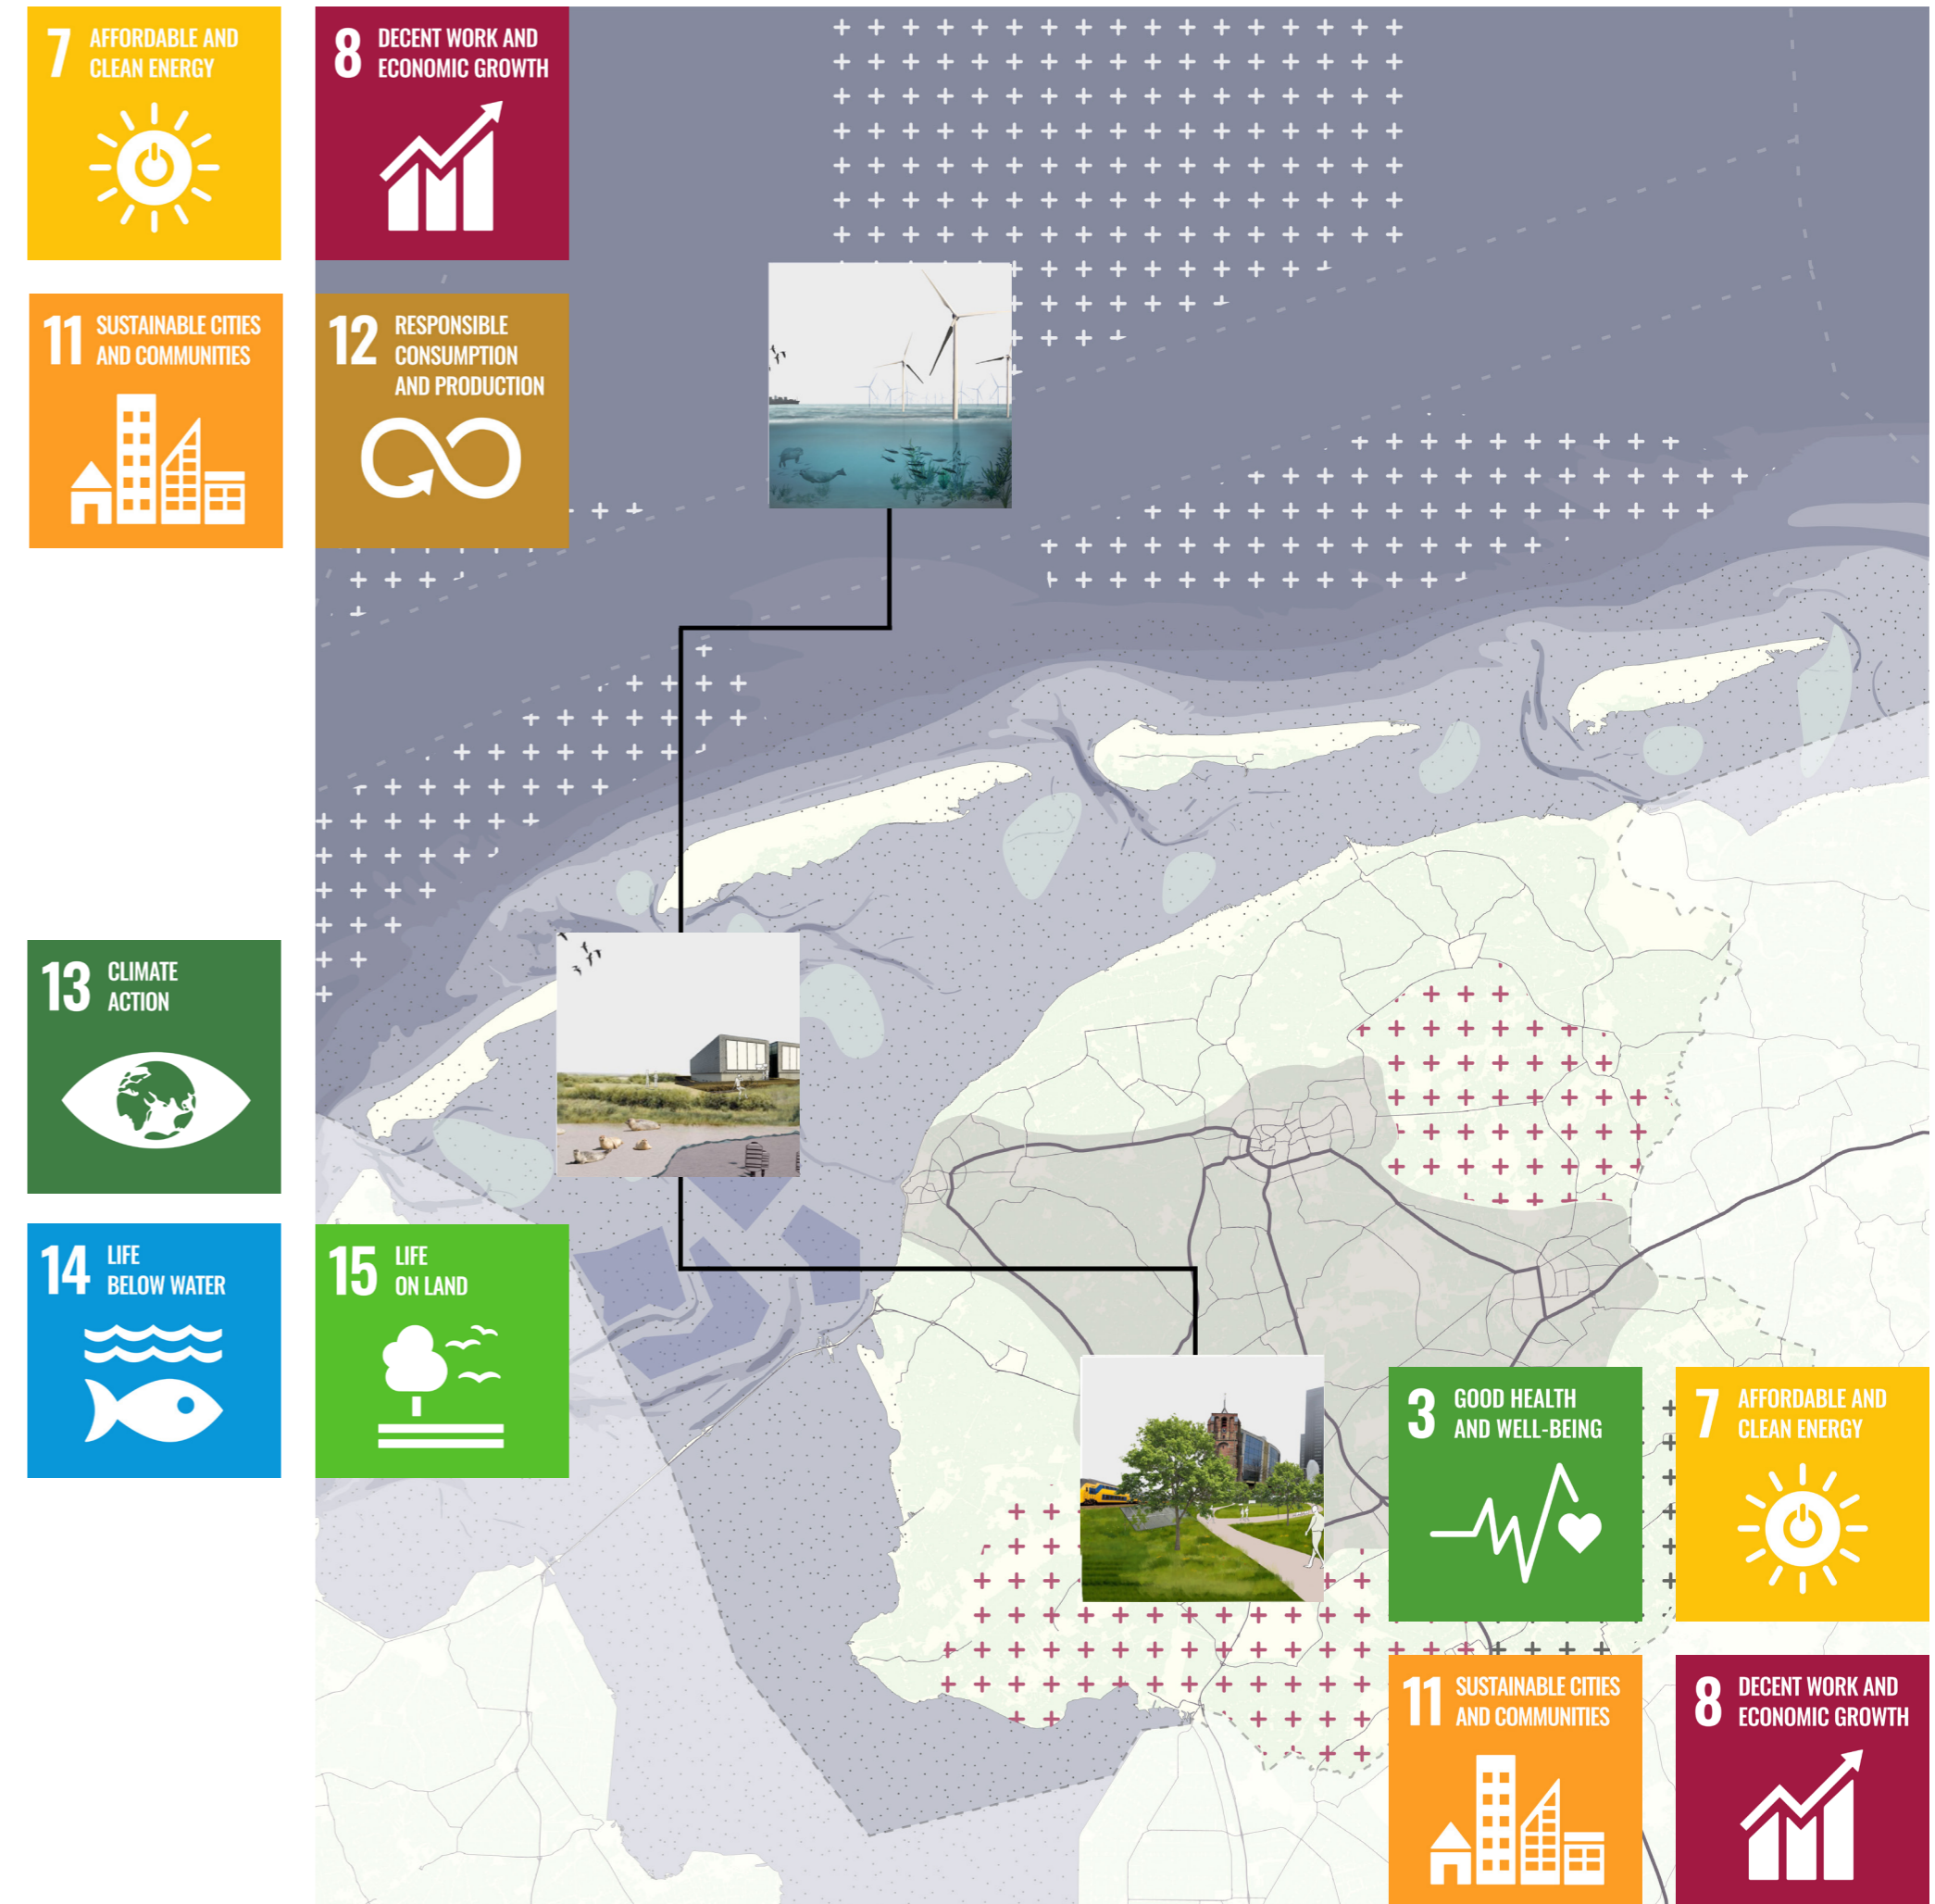 7 AFFORDABLE AND
CLEAN ENERGY
8 DECENT WORK AND
ECONOMIC GROWTH
11 SUSTAINABLE CITIES
AND COMMUNITIES
12 RESPONSIBLE
CONSUMPTION
AND PRODUCTION
13 CLIMATE
ACTION
14 LIFE
BELOW WATER
15 LIFE
ON LAND
3 GOOD HEALTH
AND WELL-BEING
7 AFFORDABLE AND
CLEAN ENERGY
11 SUSTAINABLE CITIES
AND COMMUNITIES
8 DECENT WORK AND
ECONOMIC GROWTH